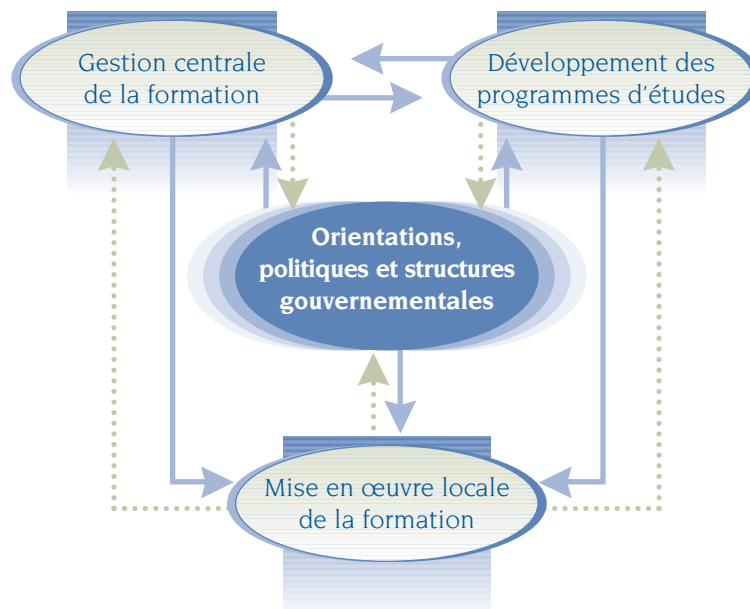 Gestion centrale
de la formation
Développement des
programmes d'études
Orientations,
politiques et structures
gouvernementales
Mise en œuvre locale
de la formation